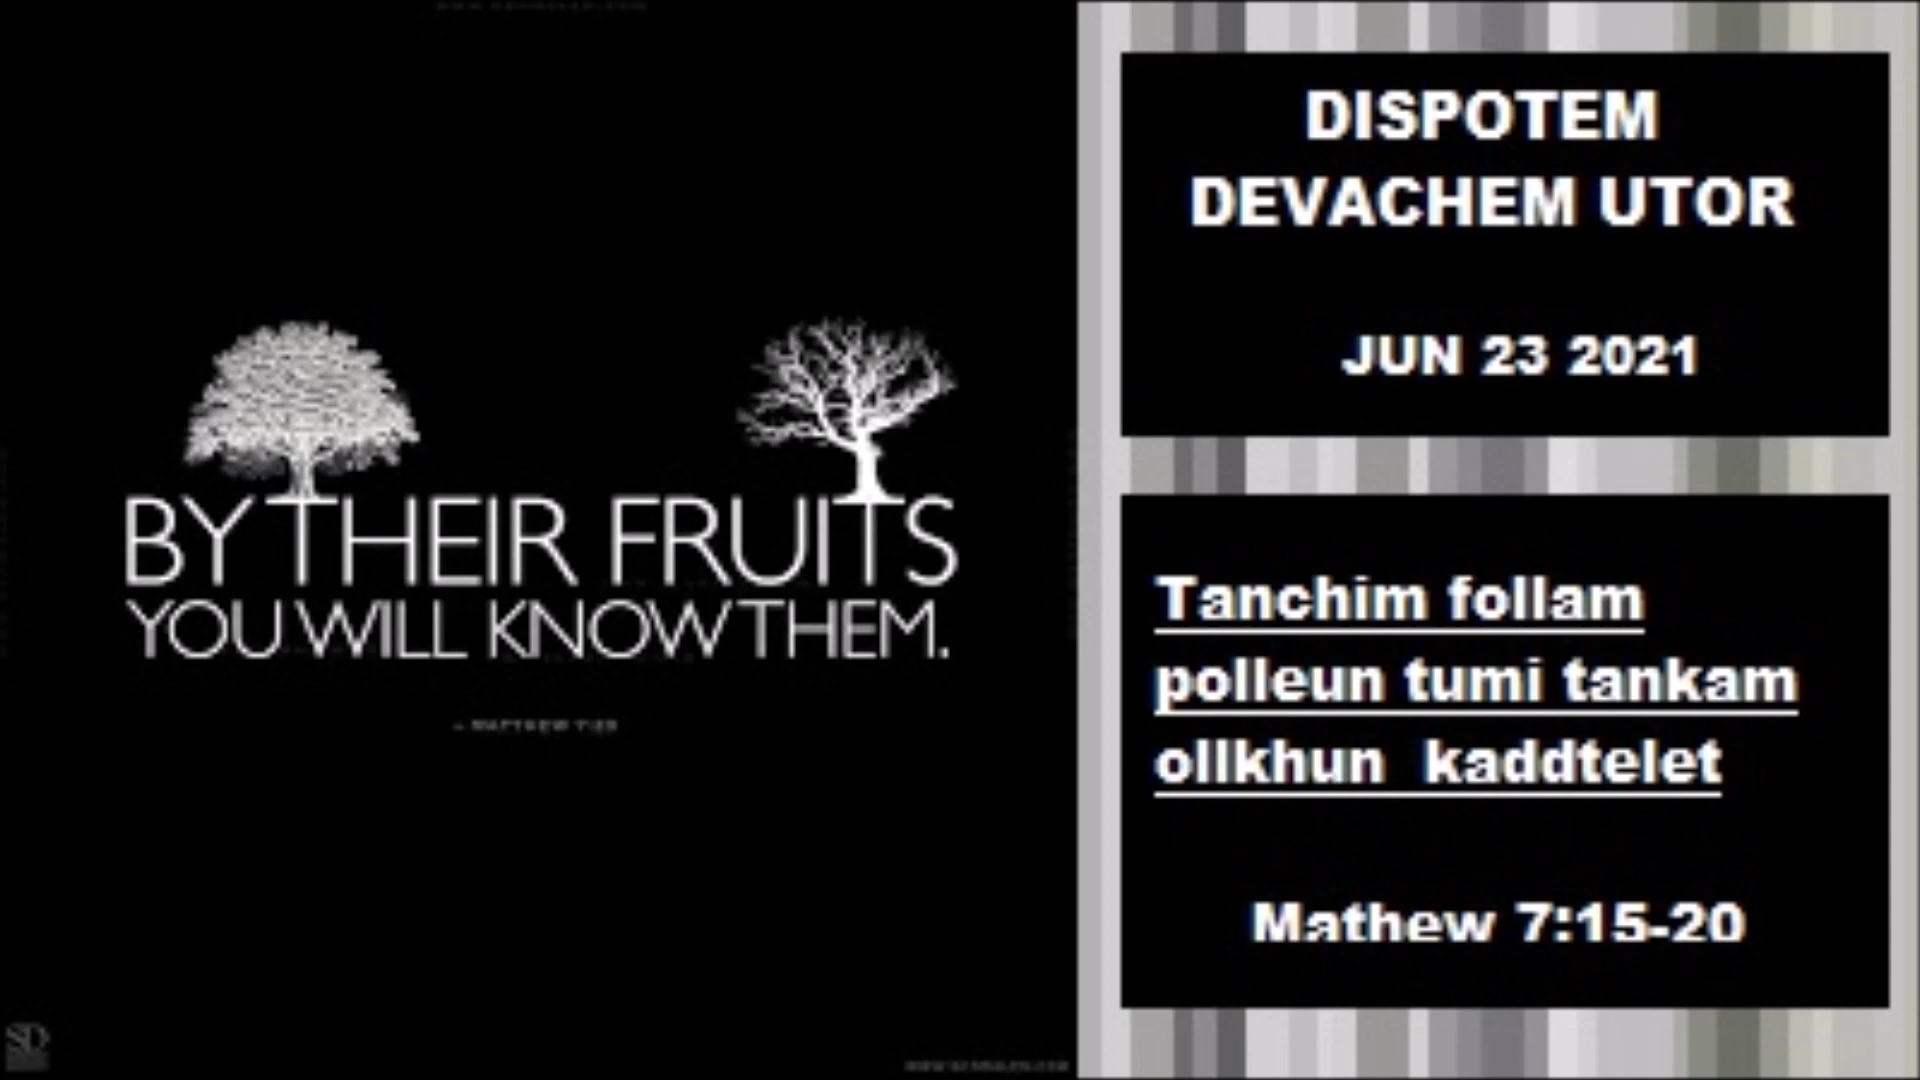 BY THEIR FRUITS
YOU WILL KNOW THEM.
DISPOTEM
DEVACHEM UTOR
JUN 23 2021
Tanchim follam
polleun tumi tankam
ollkhun kaddtelet
Mathew 7:15-20
SD